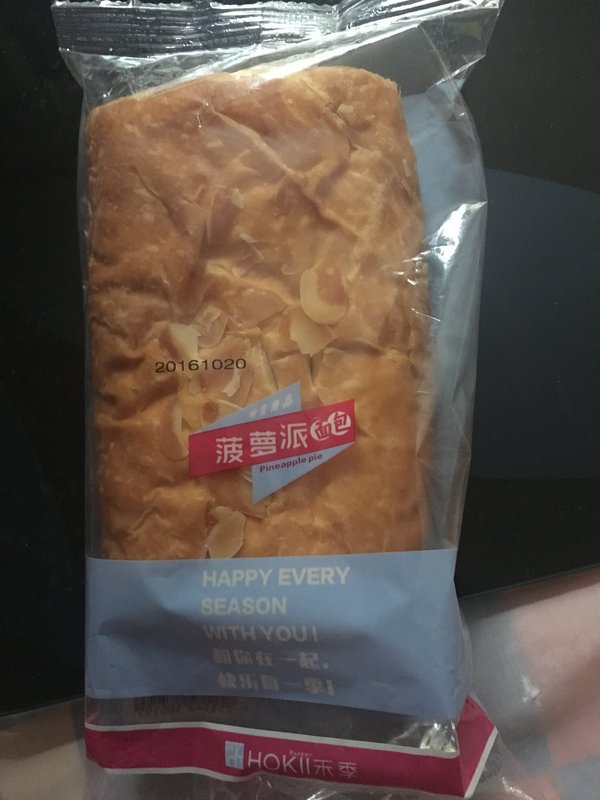 20161020
菠萝派面包
Pineapple pie
HAPPY EVERY
SEASON
WITH YOU!
和你在一起,
快乐每一季!
BAKERY
HOKII禾季